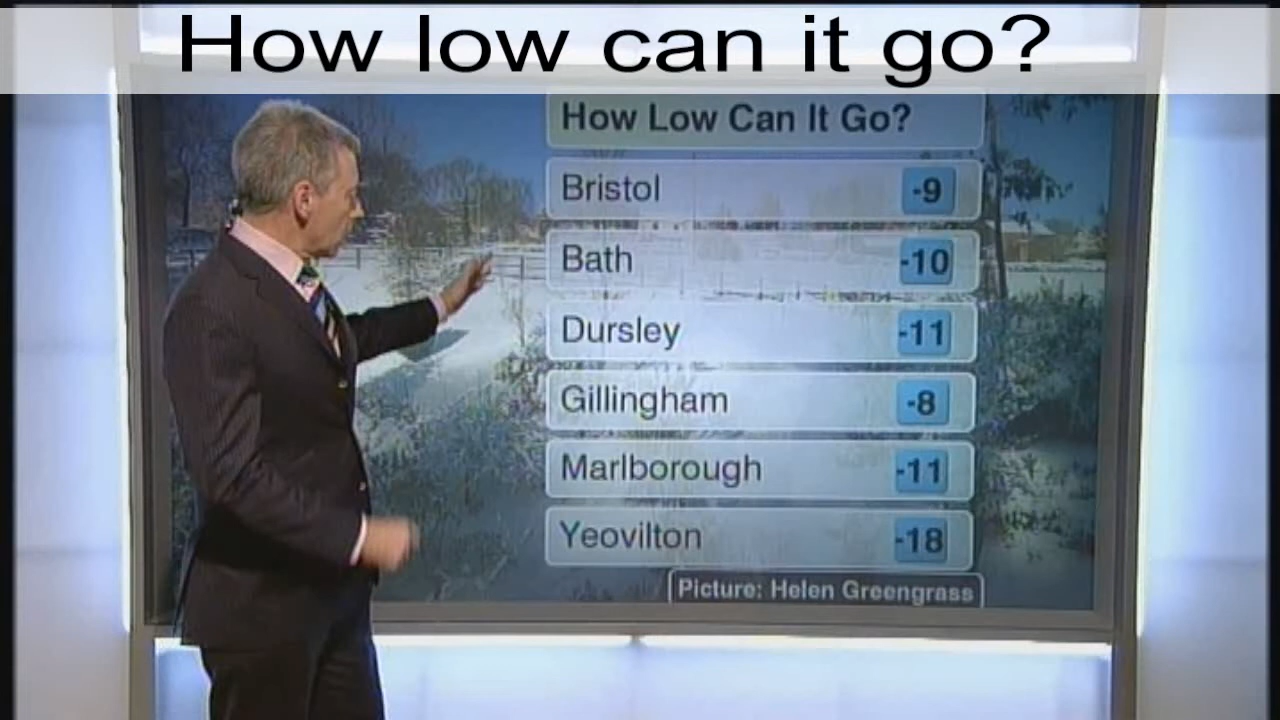 How low can it go?
How Low Can It Go?
Bristol -9
Bath -10
Dursley -11
Gillingham -8
Marlborough -11
Yeovilton -18
Picture: Helen Greengrass